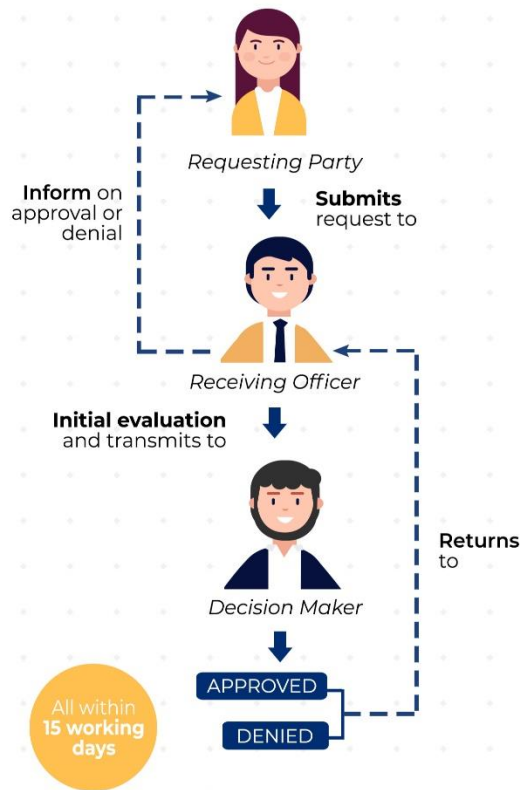 Requesting Party
Inform on
approval or
denial
Submits
request to
Receiving Officer
Initial evaluation
and transmits to
Returns
to
Decision Maker
APPROVED
DENIED
All within
15 working
days